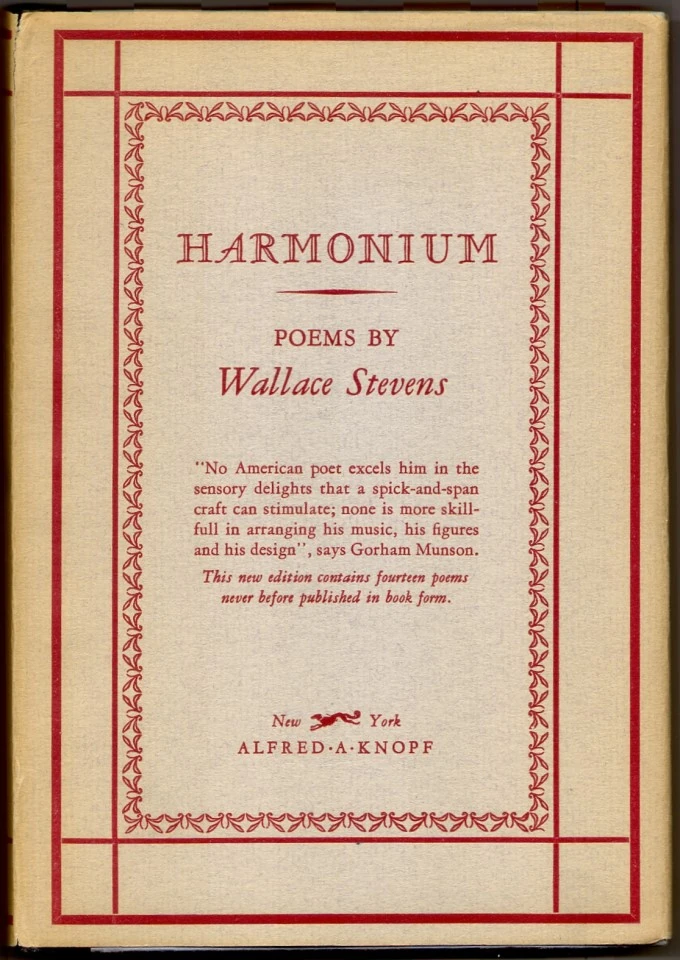 HARMONIUM
POEMS BY
Wallace Stevens
"No American poet excels him in the
sensory delights that a spick-and-span
craft can stimulate; none is more skill-
full in arranging his music, his figures
and his design", says Gorham Munson.
This new edition contains fourteen poems
never before published in book form.
New York
ALFRED·A·KNOPF